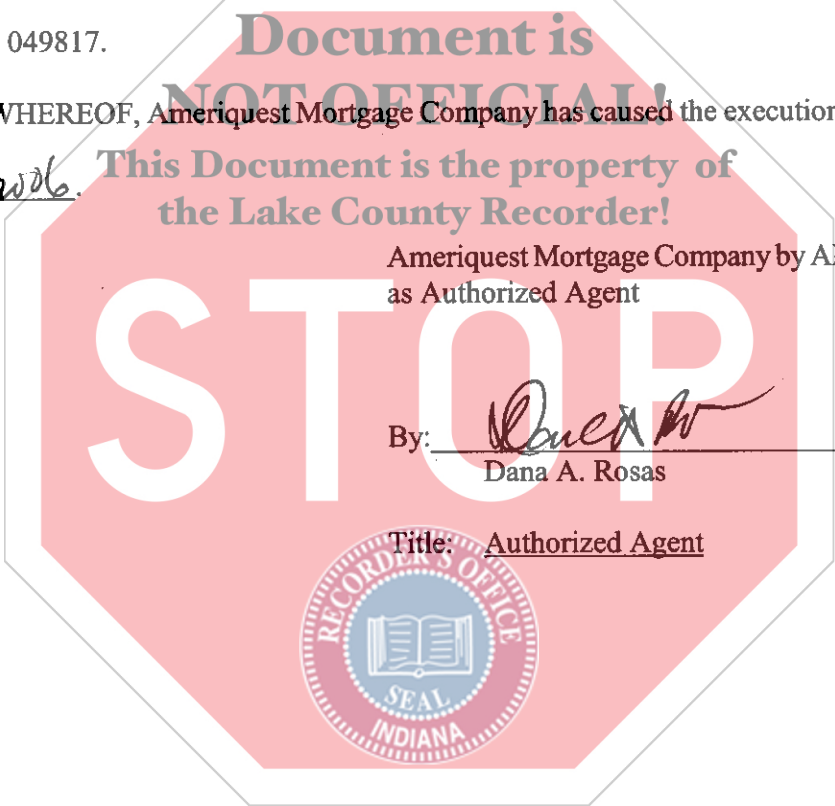 049817.
Document is
NOT OFFICIAL!
WHEREOF, Ameriquest Mortgage Company has caused the execution
This Document is the property of
2006.
the Lake County Recorder!
Ameriquest Mortgage Company by
as Authorized Agent
STOP
By:
Dana A. Rosas
Title: Authorized Agent
RECORDER'S OFFICE
SEAL
INDIANA